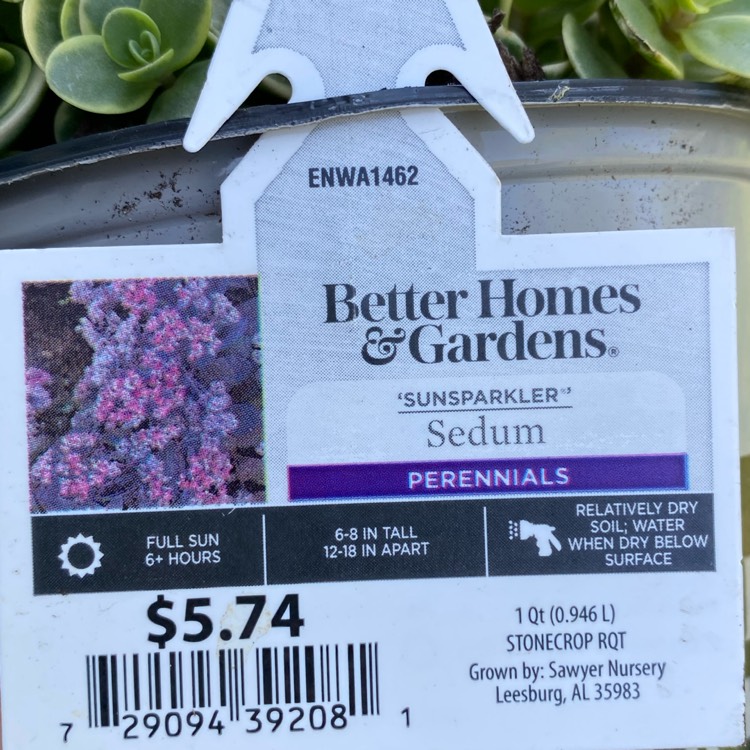 ENWA1462
Better Homes
& Gardens®
'SUNSPARKLER®'
Sedum
PERENNIALS
FULL SUN
6+ HOURS
6-8 IN TALL
12-18 IN APART
RELATIVELY DRY
SOIL; WATER
WHEN DRY BELOW
SURFACE
$5.74
1 Qt (0.946 L)
STONECROP RQT
Grown by: Sawyer Nursery
Leesburg, AL 35983
7 29094 39208 1